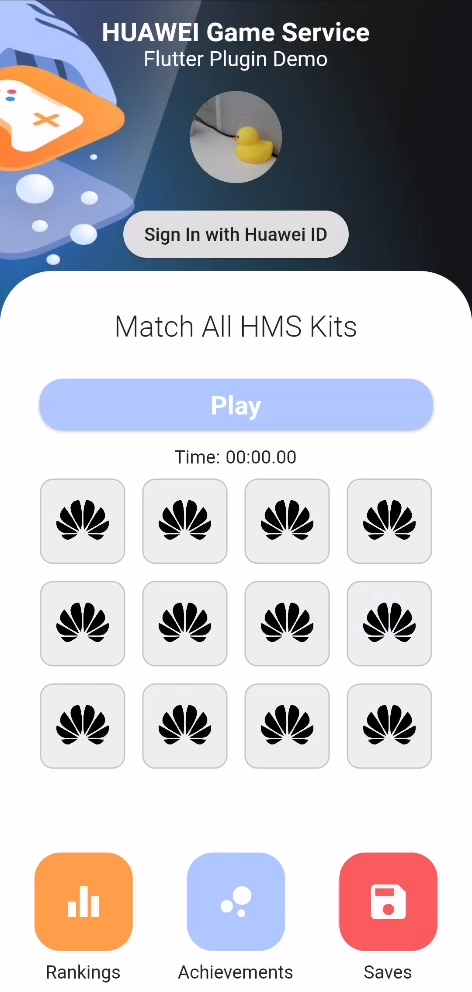 HUAWEI Game Service
Flutter Plugin Demo
Sign In with Huawei ID
Match All HMS Kits
Play
Time: 00:00.00
Rankings
Achievements
Saves